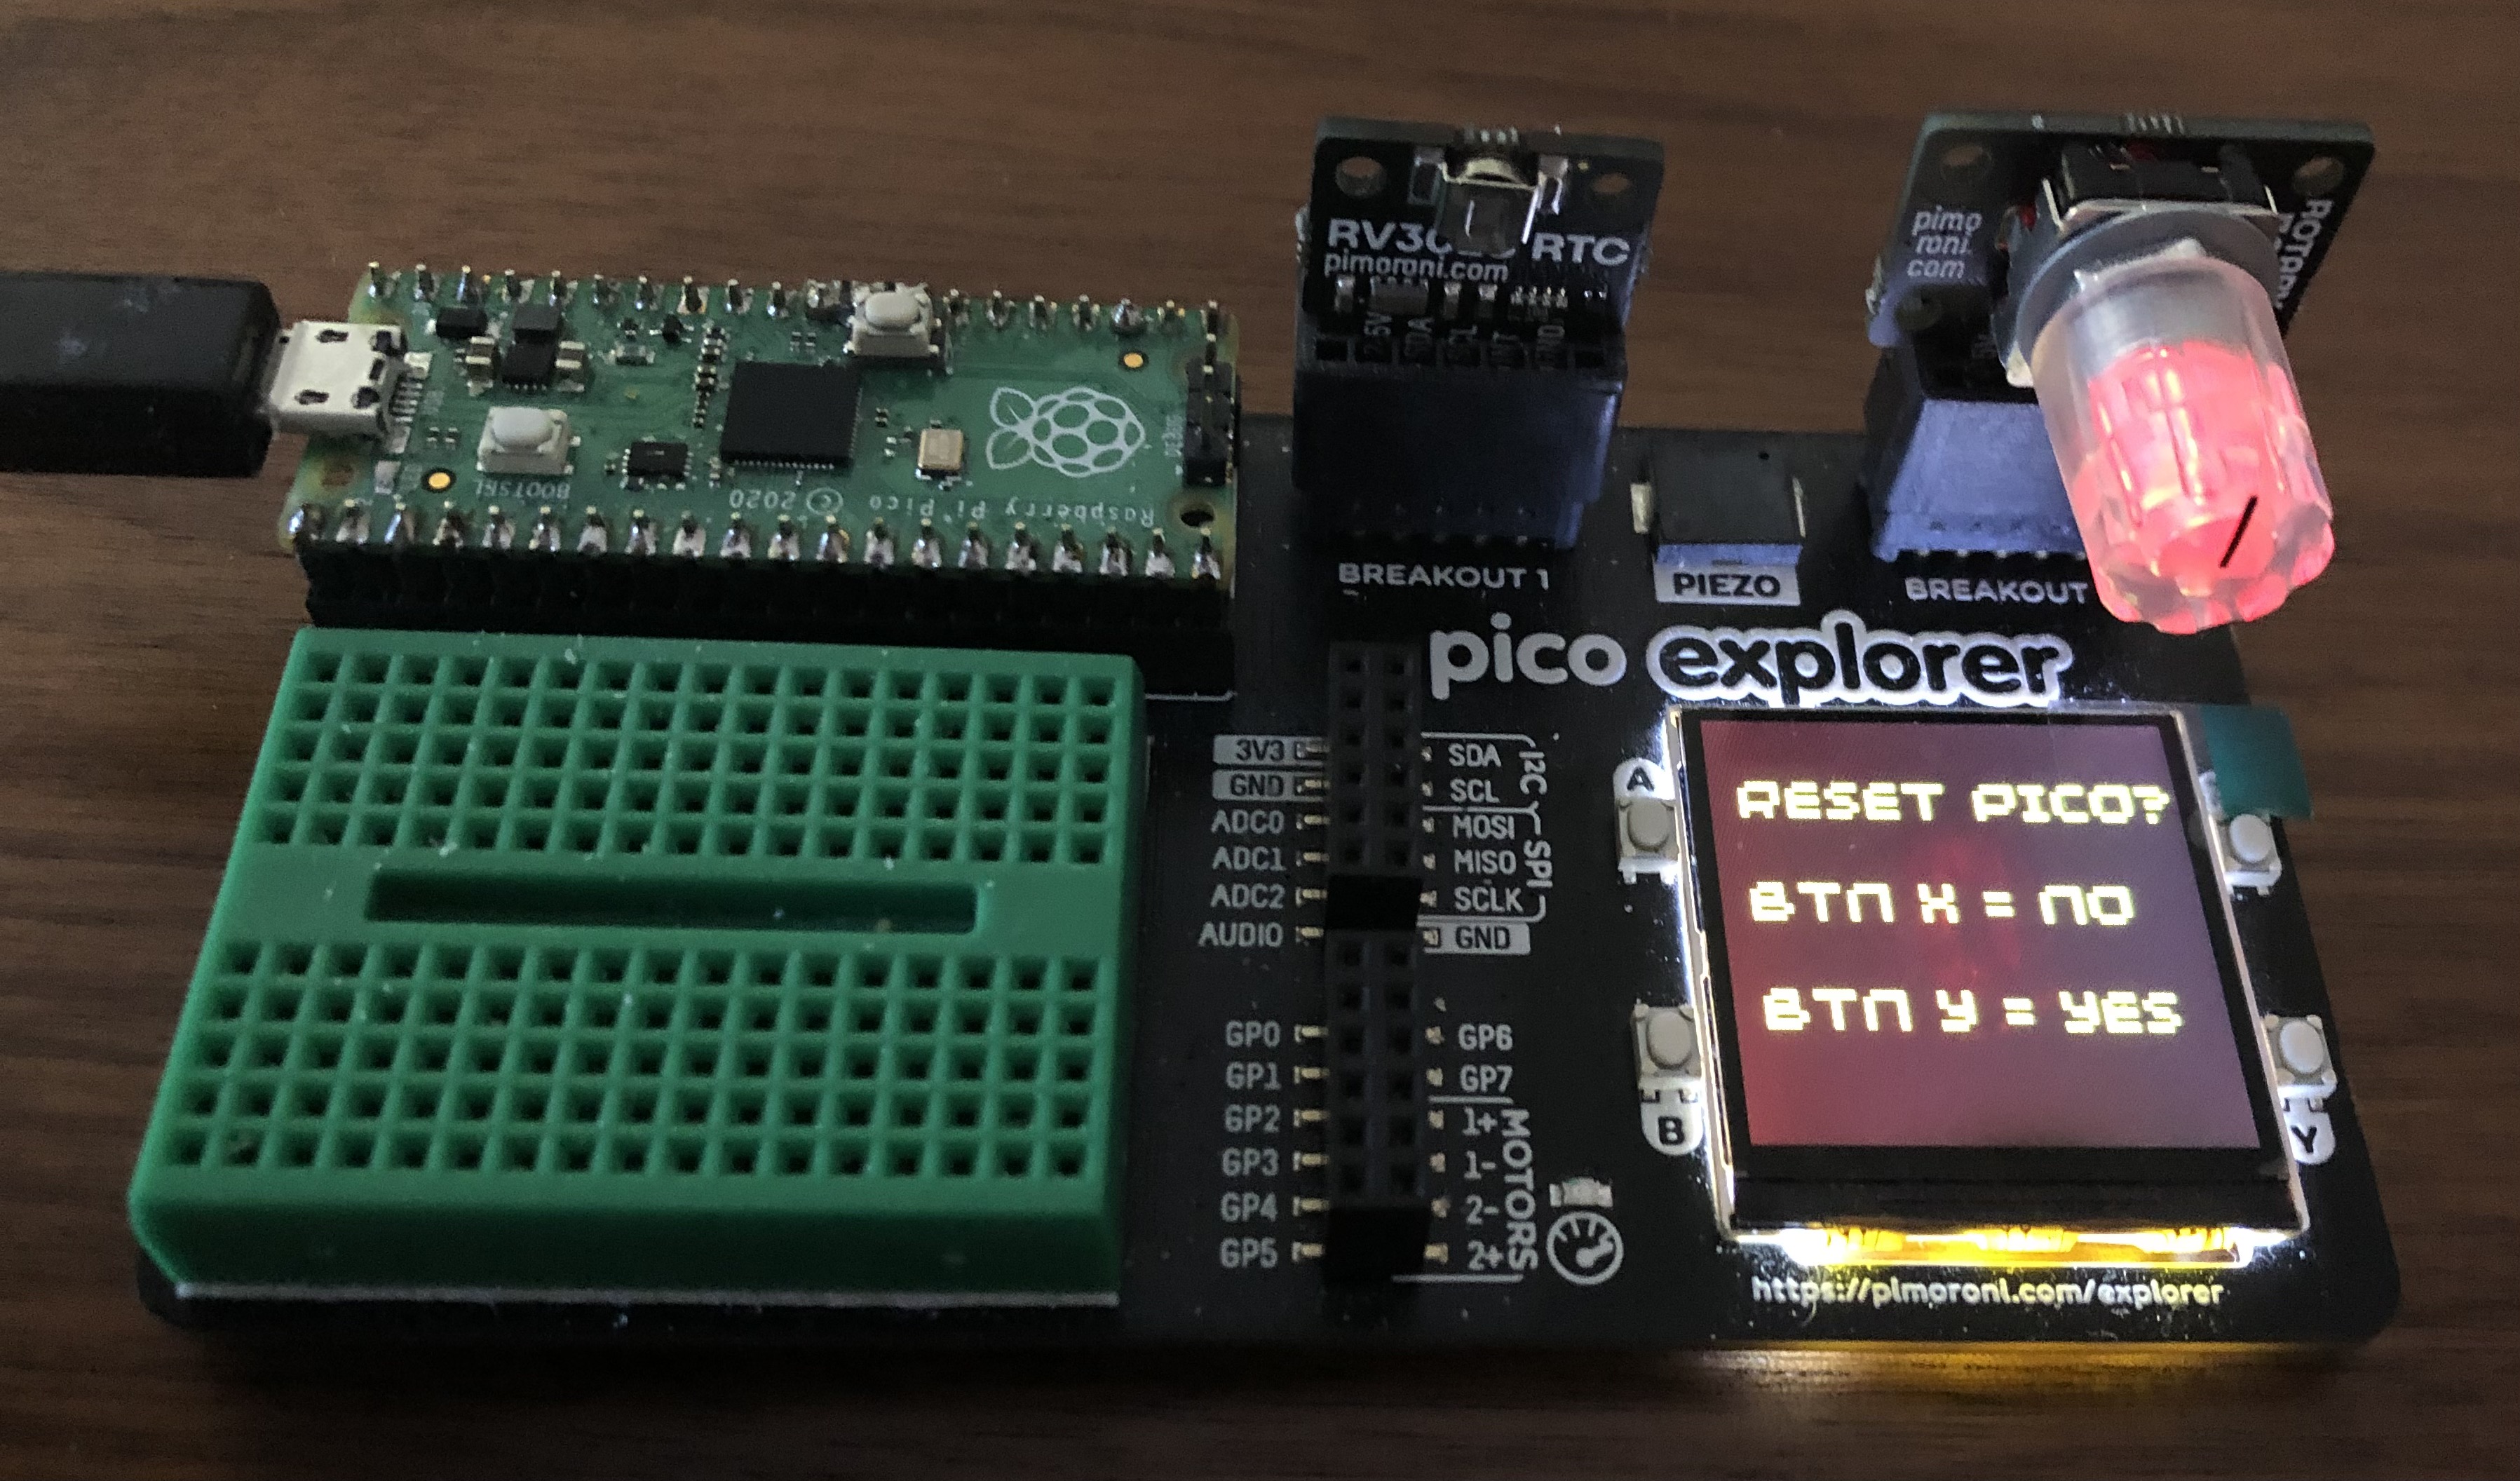 RTC
pimoroni.com
pimo
roni.
com
BOOTSEL
Raspberry Pi Pico © 2020
BREAKOUT 1
PIEZO
BREAKOUT
pico explorer
3V3
GND
ADC0
ADC1
ADC2
AUDIO
SDA
SCL
MOSI
MISO
SCLK
GND
I2C
SPI
A
RESET PICO?
BTN X = NO
BTN Y = YES
GP0
GP1
GP2
GP3
GP4
GP5
GP6
GP7
1+
1-
2-
2+
MOTORS
B
Y
https://pimoroni.com/explorer